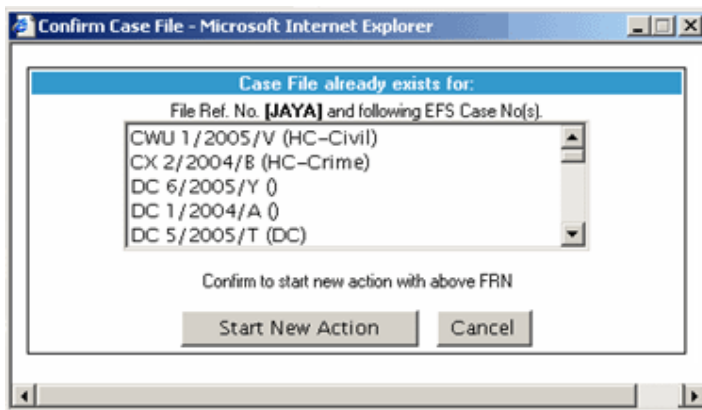 Confirm Case File - Microsoft Internet Explorer
Case File already exists for:
File Ref. No. [JAYA] and following EFS Case No(s).
CWU 1/2005/V (HC-Civil)
CX 2/2004/B (HC-Crime)
DC 6/2005/Y ()
DC 1/2004/A ()
DC 5/2005/T (DC)
Confirm to start new action with above FRN
Start New Action Cancel